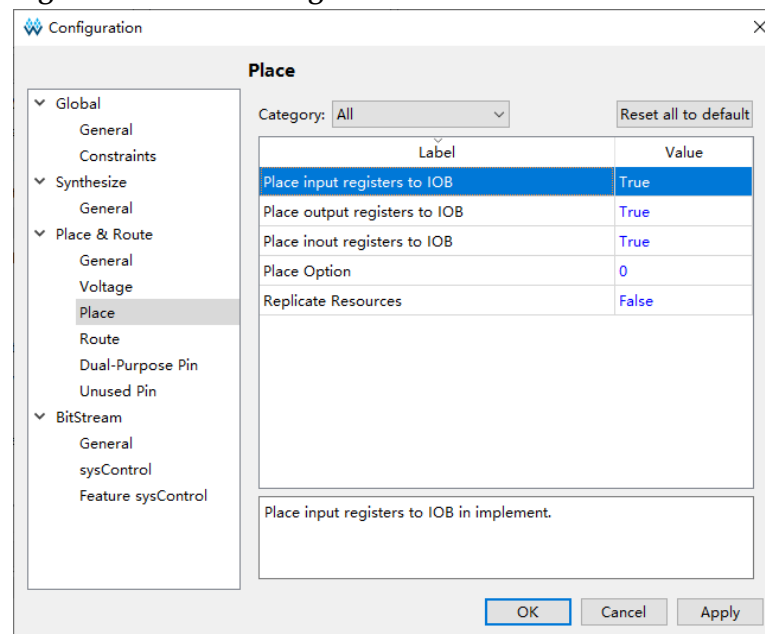 Configuration
Place
Global
General
Constraints
Synthesize
General
Place & Route
General
Voltage
Place
Route
Dual-Purpose Pin
Unused Pin
BitStream
General
sysControl
Feature sysControl
Category: All
Reset all to default
Label Value
Place input registers to IOB True
Place output registers to IOB True
Place inout registers to IOB True
Place Option 0
Replicate Resources False
Place input registers to IOB in implement.
OK Cancel Apply